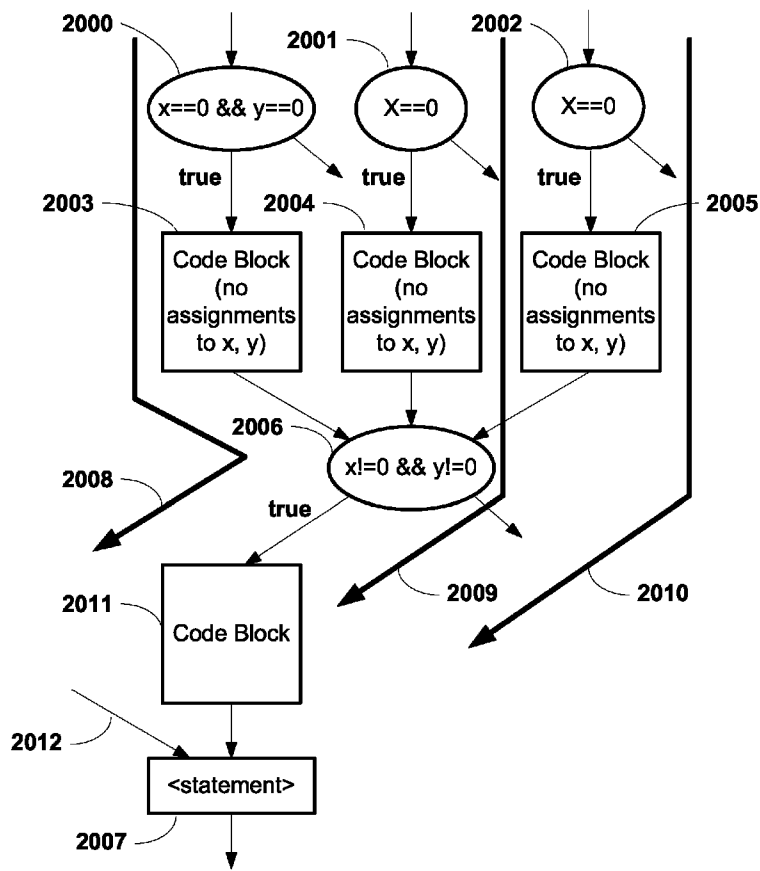 2000
2001
2002
x==0 && y==0
X==0
X==0
true
true
true
2003
2004
2005
Code Block
(no
assignments
to x, y)
Code Block
(no
assignments
to x, y)
Code Block
(no
assignments
to x, y)
2006
x!=0 && y!=0
2008
true
2009
2010
2011
Code Block
2012
<statement>
2007